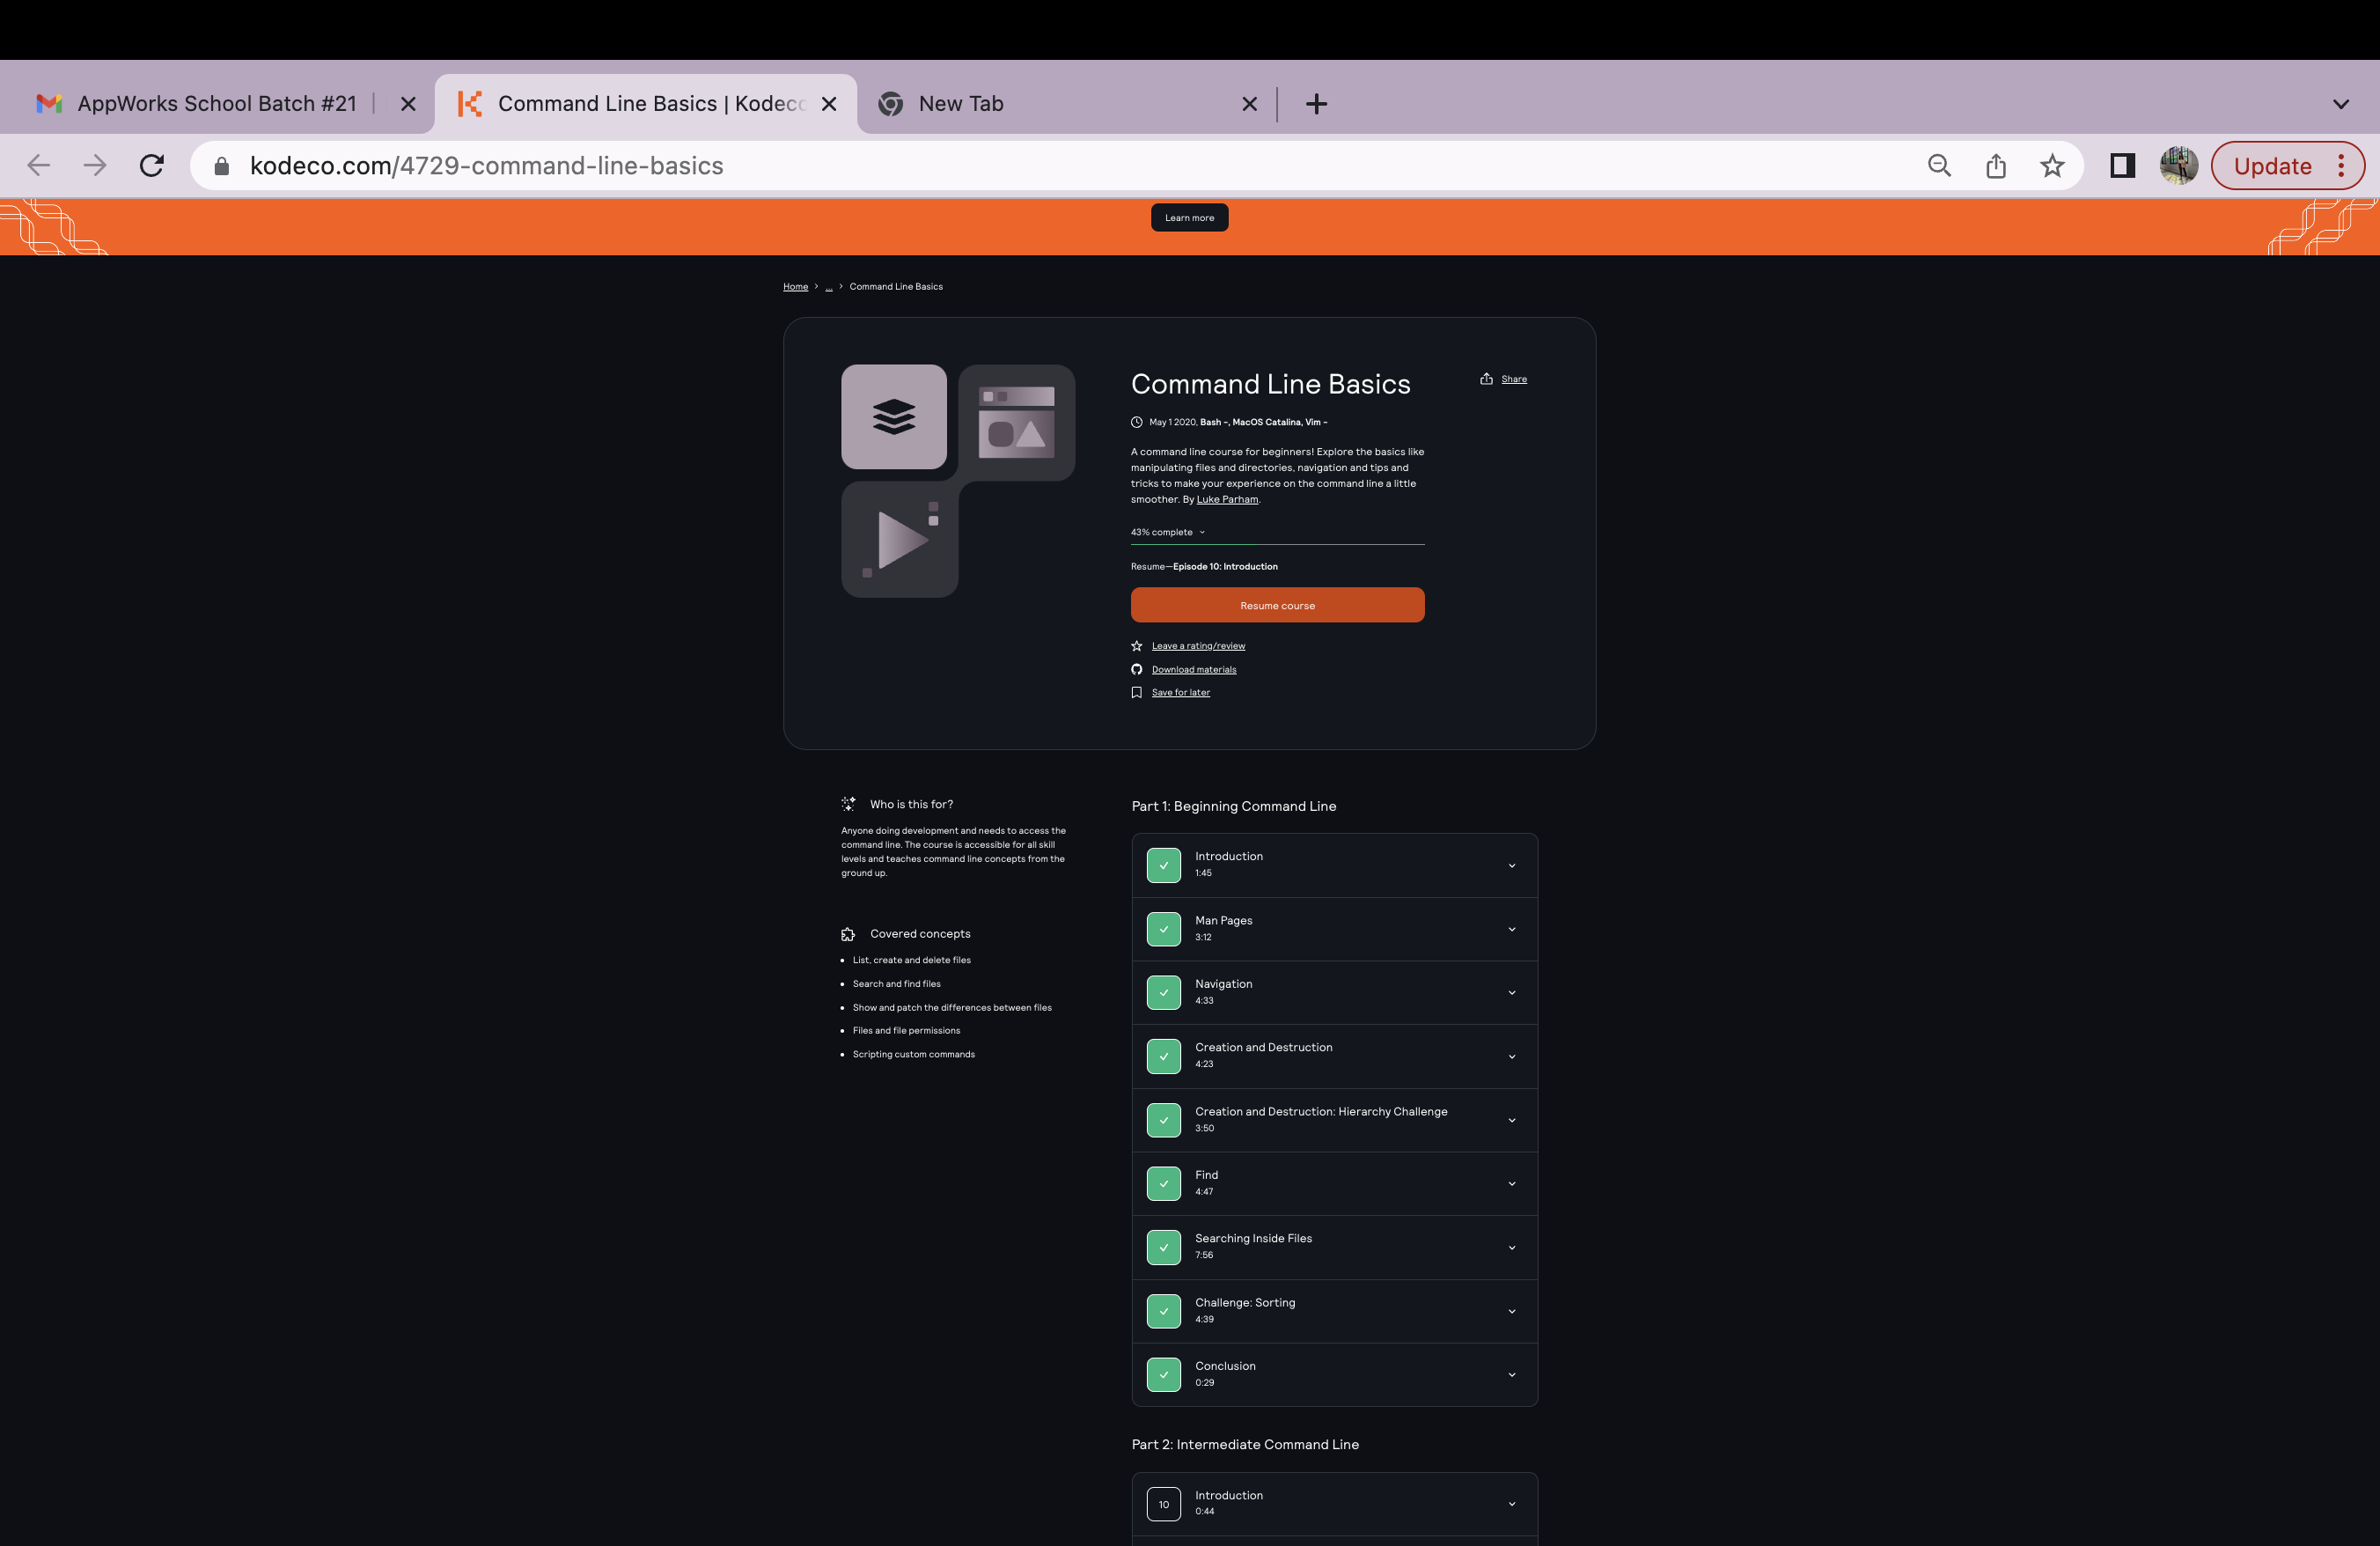 AppWorks School Batch #21
Command Line Basics | Kodeco
New Tab
kodeco.com/4729-command-line-basics
Update
Learn more
Home > ... > Command Line Basics
Command Line Basics
Share
May 1 2020, Bash -, MacOS Catalina, Vim -
A command line course for beginners! Explore the basics like
manipulating files and directories, navigation and tips and
tricks to make your experience on the command line a little
smoother. By Luke Parham.
43% complete
Resume—Episode 10: Introduction
Resume course
Leave a rating/review
Download materials
Save for later
Who is this for?
Anyone doing development and needs to access the
command line. The course is accessible for all skill
levels and teaches command line concepts from the
ground up.
Covered concepts
• List, create and delete files
• Search and find files
• Show and patch the differences between files
• Files and file permissions
• Scripting custom commands
Part 1: Beginning Command Line
Introduction
1:45
Man Pages
3:12
Navigation
4:33
Creation and Destruction
4:23
Creation and Destruction: Hierarchy Challenge
3:50
Find
4:47
Searching Inside Files
7:56
Challenge: Sorting
4:39
Conclusion
0:29
Part 2: Intermediate Command Line
10
Introduction
0:44